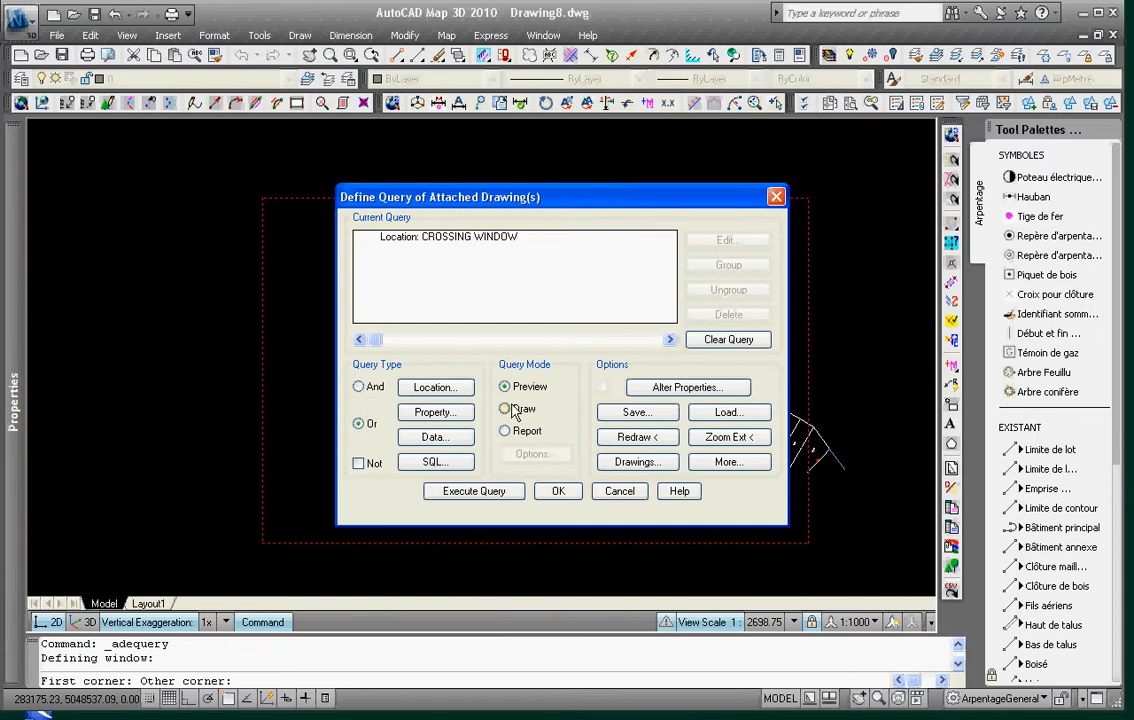 AutoCAD Map 3D 2010 Drawing8.dwg
Type a keyword or phrase
3D
File Edit View Insert Format Tools Draw Dimension Modify Map Express Window Help
ByLayer ByLayer ByLayer ByColor Standard ArpMetre
Define Query of Attached Drawing(s)
Current Query
Location: CROSSING WINDOW
Edit...
Group
Ungroup
Delete
Clear Query
Query Type
And
Or
Not
Location...
Property...
Data...
SQL...
Query Mode
Preview
Draw
Report
Options...
Options
Alter Properties...
Save... Load...
Redraw < Zoom Ext <
Drawings... More...
Execute Query OK Cancel Help
Properties
Tool Palettes ...
Arpentage
SYMBOLES
Poteau électrique...
Hauban
Tige de fer
Repère d'arpenta...
Repère d'arpenta...
Piquet de bois
Croix pour clôture
Identifiant somm...
Début et fin ...
Témoin de gaz
Arbre Feuillu
Arbre conifère
EXISTANT
Limite de lot
Limite de l...
Emprise ...
Limite de contour
Bâtiment principal
Bâtiment annexe
Clôture maill...
Clôture de bois
Fils aériens
Haut de talus
Bas de talus
Boisé
Model Layout1
2D 3D Vertical Exaggeration: 1x Command View Scale 1 : 2698.75 1:1000
Command: _adequery
Defining window:
First corner: Other corner:
283175.23, 5048537.09, 0.00 MODEL ArpentageGeneral